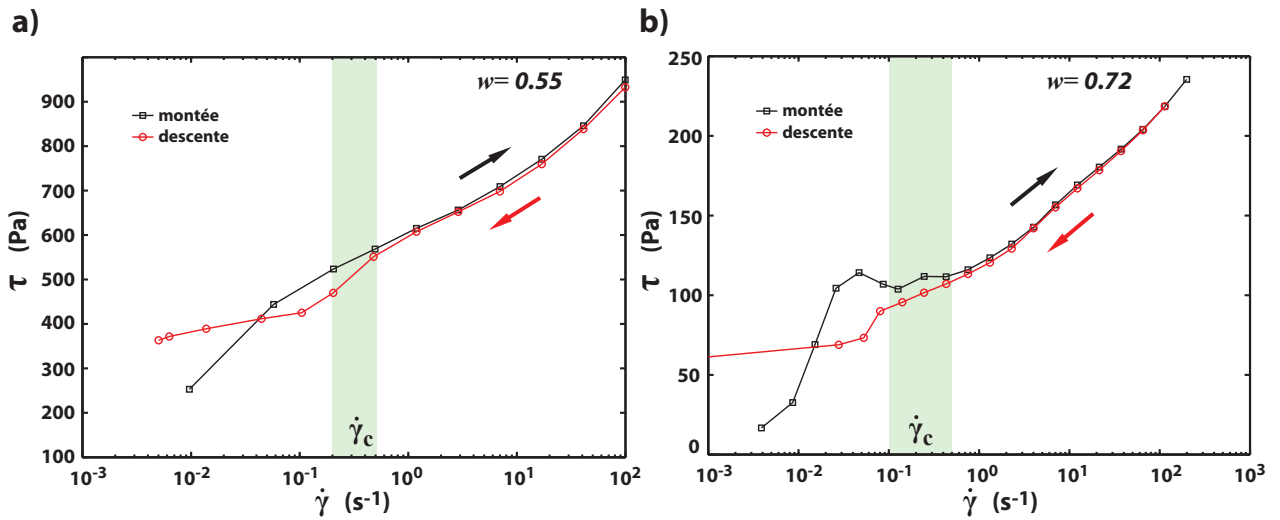 a)
w= 0.55
montée
descente
900
800
700
600
500
400
300
200
100
τ (Pa)
γ̇c
10-3
10-2
10-1
100
101
102
γ̇ (s-1)
b)
w= 0.72
montée
descente
250
200
150
100
50
0
τ (Pa)
γ̇c
10-3
10-2
10-1
100
101
102
103
γ̇ (s-1)